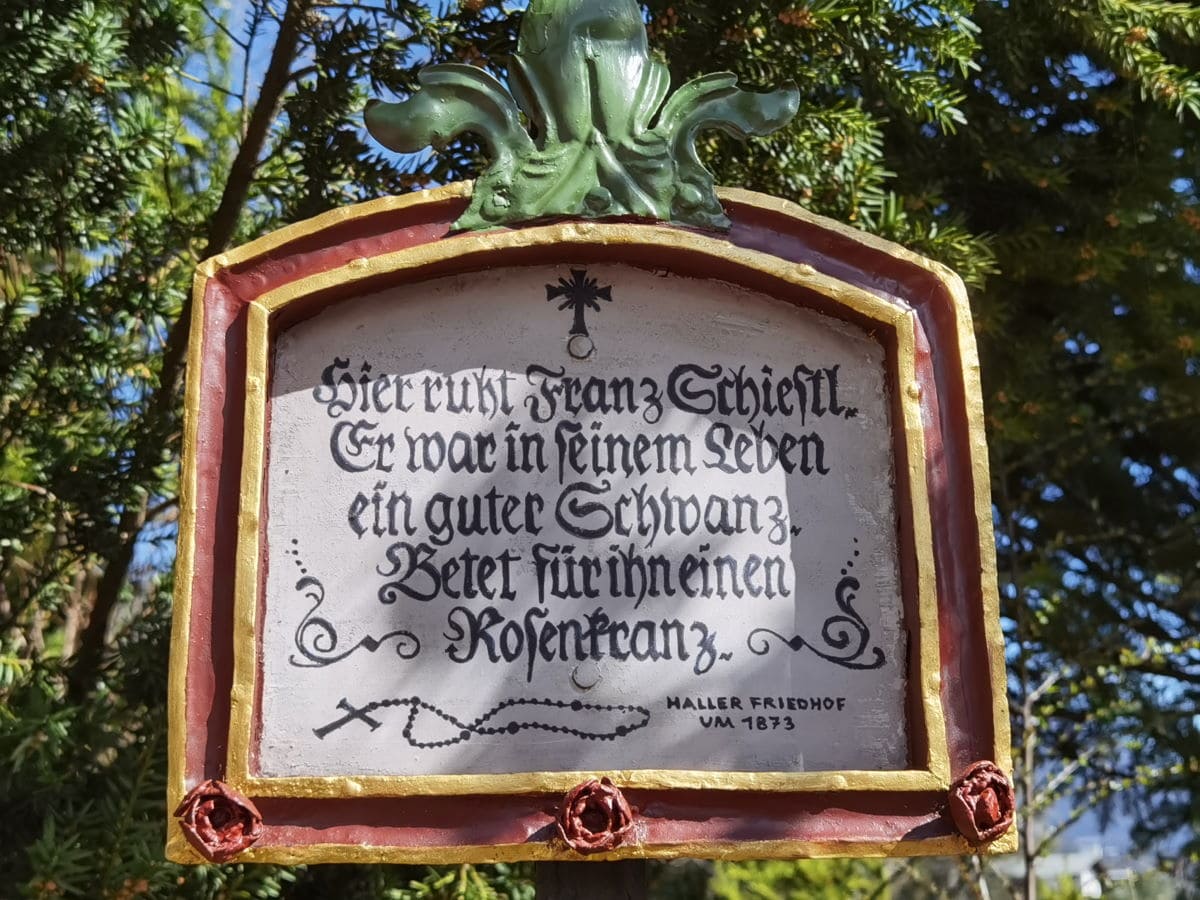 Hier ruht Franz Schieſtl.
Er war in ſeinem Leben
ein guter Schwanz.
Betet für ihn einen
Roſenkranz.
HALLER FRIEDHOF
UM 1873